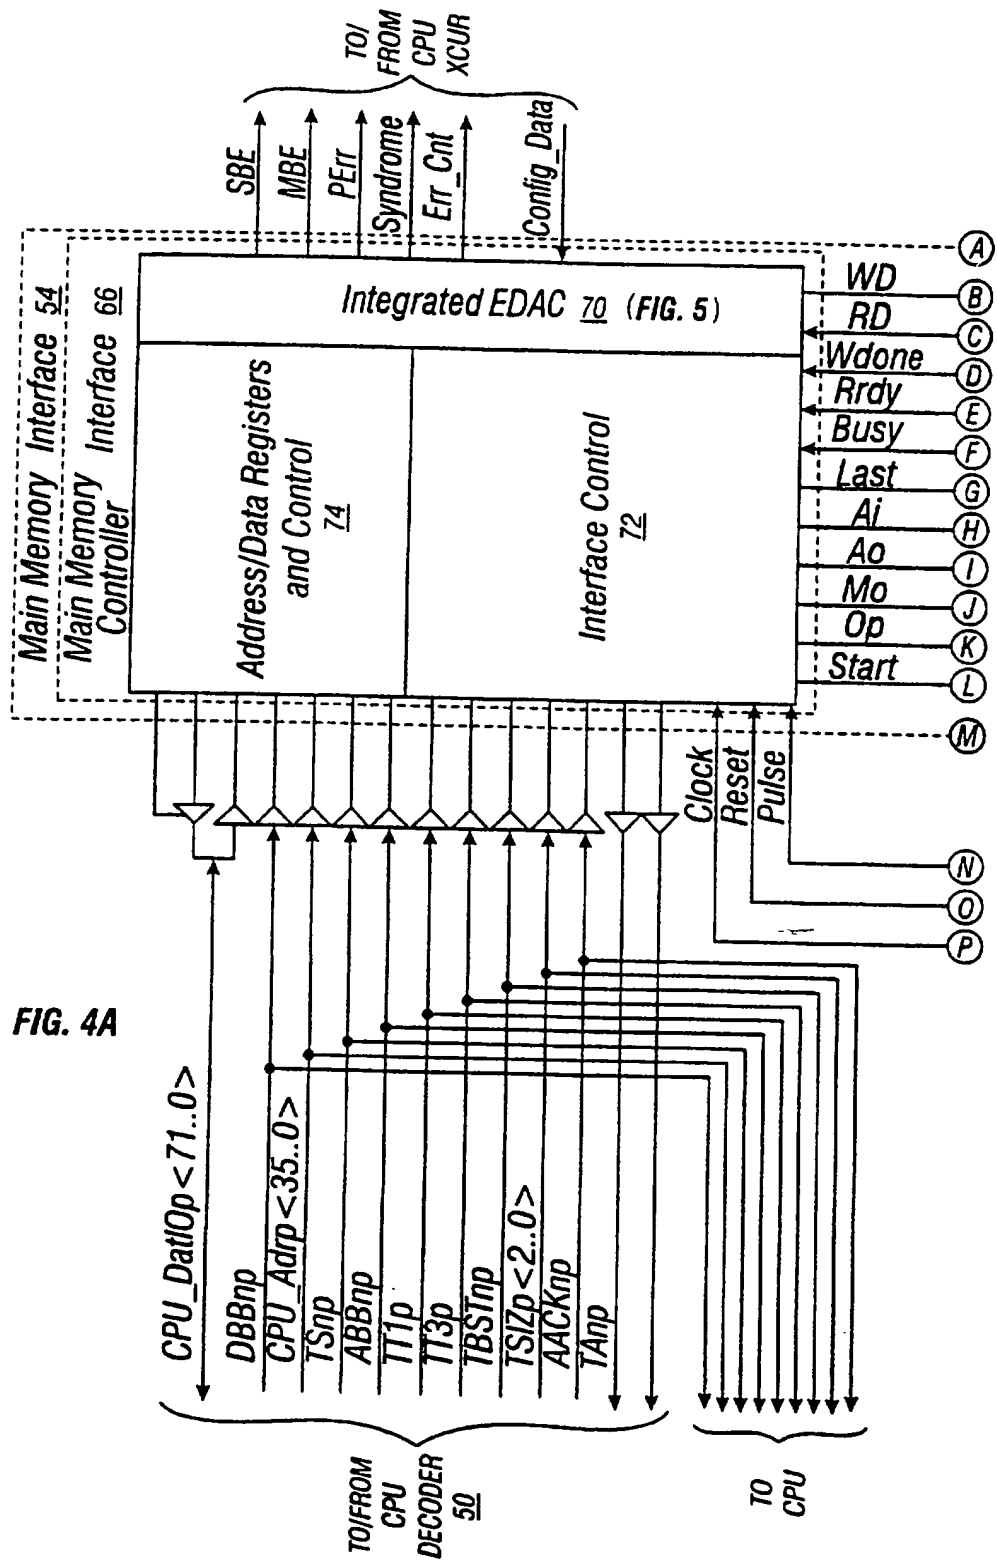 TO/
FROM
CPU
XCUR
SBE
MBE
PErr
Syndrome
Err_Cnt
Config_Data
Main Memory Interface 54
Main Memory Interface 66
Controller
Integrated EDAC 70 (FIG. 5)
Address/Data Registers
and Control
74
Interface Control
72
WD
RD
Wdone
Rrdy
Busy
Last
Ai
Ao
Mo
Op
Start
A
B
C
D
E
F
G
H
I
J
K
L
M
Clock
Reset
Pulse
N
O
P
FIG. 4A
CPU_DatIOp<71..0>
DBBnp
CPU_Adrp<35..0>
TSnp
ABBnp
TT1p
TT3p
TBSTnp
TSIZp<2..0>
AACKnp
TAnp
TO/FROM
CPU
DECODER
50
TO
CPU